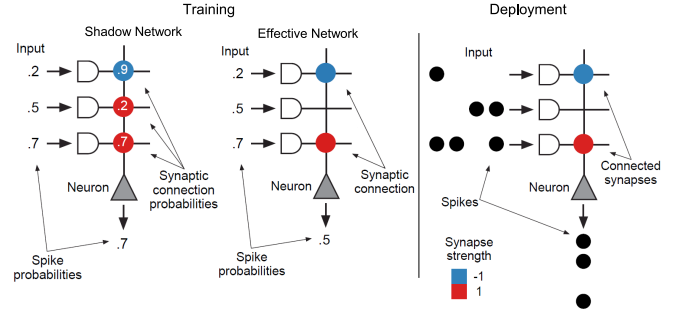 Training
Deployment
Shadow Network
Effective Network
Input
Input
Input
.2
.9
.2
.5
.2
.5
.7
.7
.7
Neuron
Synaptic
connection
probabilities
Neuron
Synaptic
connection
Neuron
Connected
synapses
Spikes
Spike
probabilities
.7
Spike
probabilities
.5
Synapse
strength
-1
1